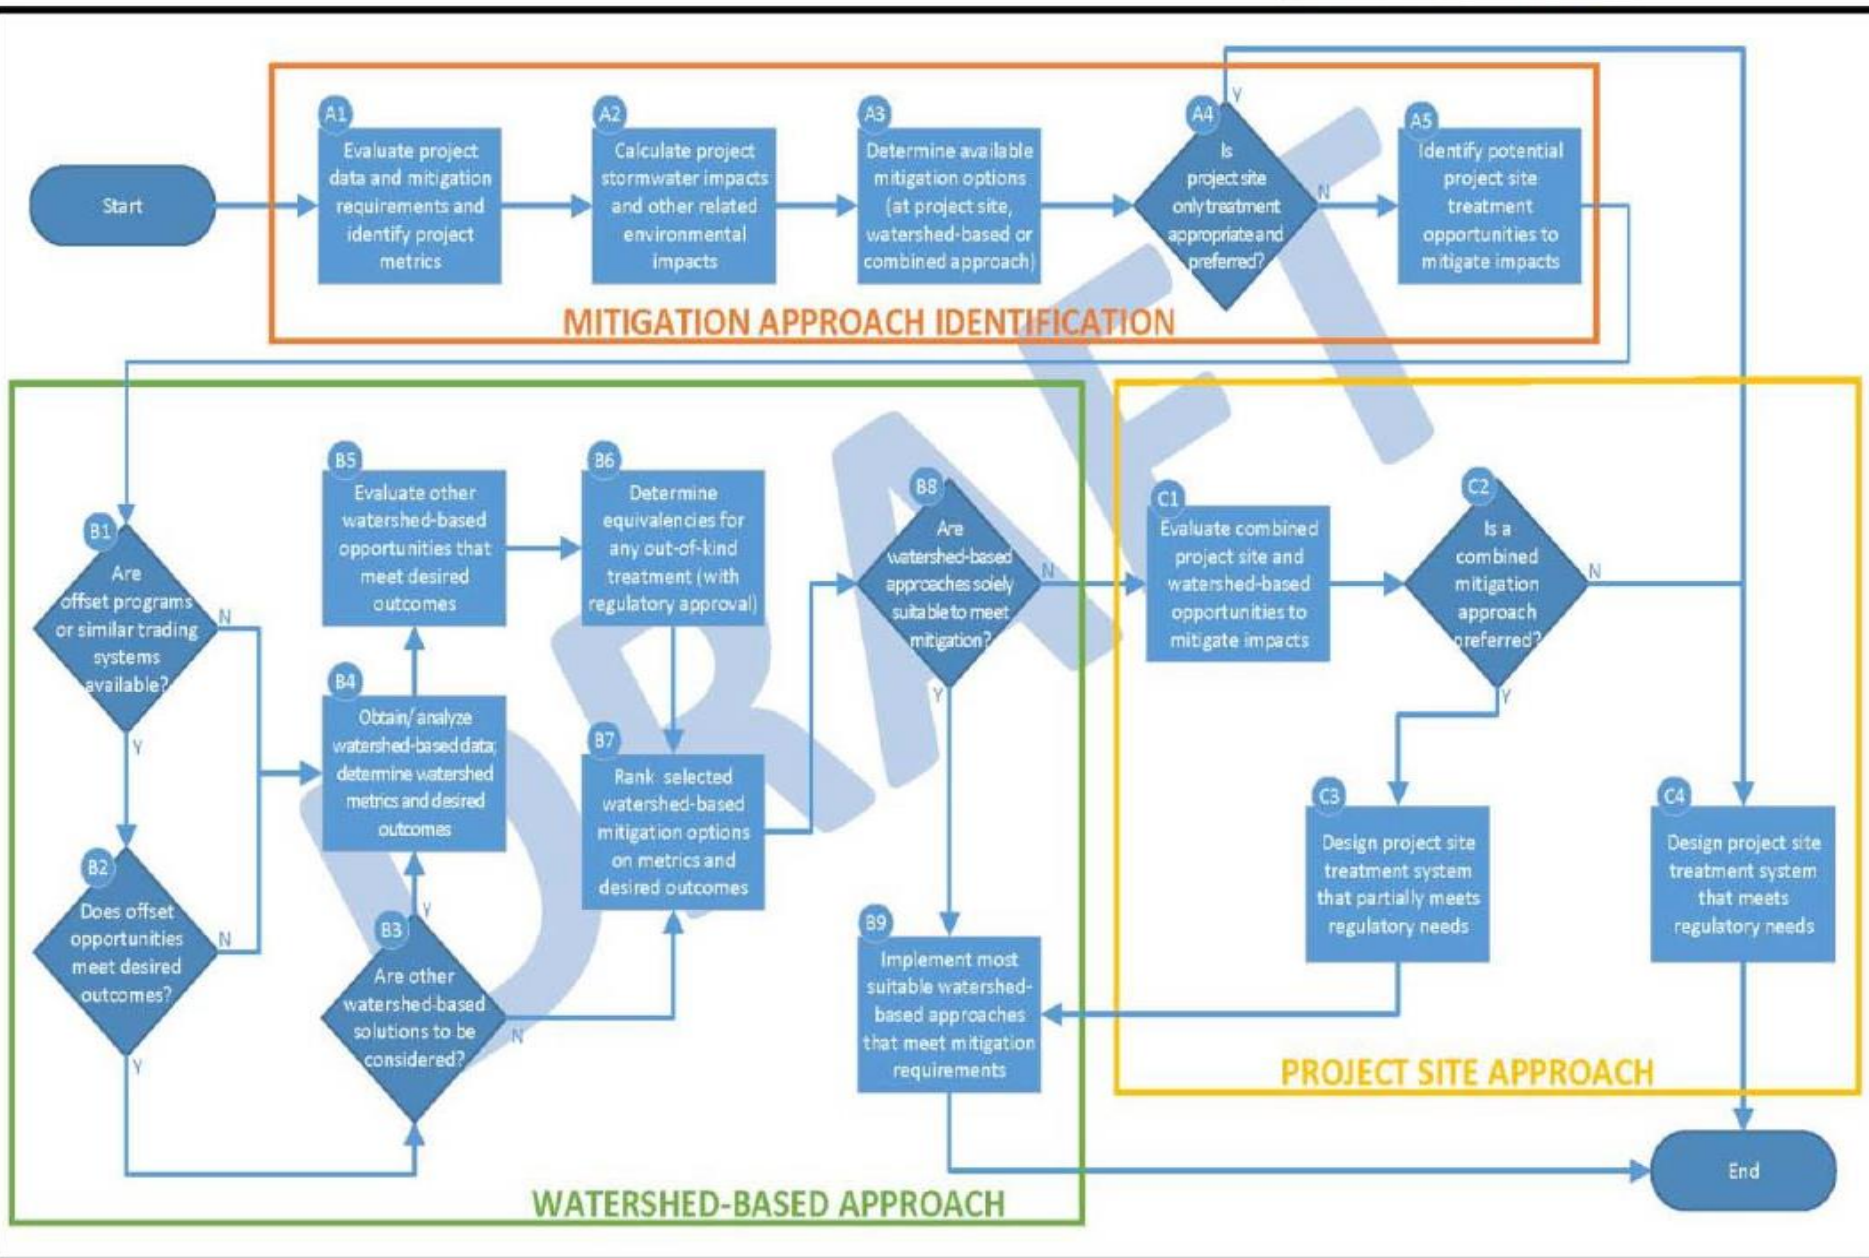 Start
A1
Evaluate project
data and mitigation
requirements and
identify project
metrics
A2
Calculate project
stormwater impacts
and other related
environmental
impacts
A3
Determine available
mitigation options
(at project site,
watershed-based or
combined approach)
A4
Is
project site
only treatment
appropriate and
preferred?
Y
N
A5
Identify potential
project site
treatment
opportunities to
mitigate impacts
MITIGATION APPROACH IDENTIFICATION
B1
Are
offset programs
or similar trading
systems
available?
N
Y
B2
Does offset
opportunities
meet desired
outcomes?
N
Y
B3
Are other
watershed-based
solutions to be
considered?
Y
N
B4
Obtain/ analyze
watershed-based data;
determine watershed
metrics and desired
outcomes
B5
Evaluate other
watershed-based
opportunities that
meet desired
outcomes
B6
Determine
equivalencies for
any out-of-kind
treatment (with
regulatory approval)
B7
Rank selected
watershed-based
mitigation options
on metrics and
desired outcomes
B8
Are
watershed-based
approaches solely
suitable to meet
mitigation?
N
Y
B9
Implement most
suitable watershed-
based approaches
that meet mitigation
requirements
WATERSHED-BASED APPROACH
C1
Evaluate combined
project site and
watershed-based
opportunities to
mitigate impacts
C2
Is a
combined
mitigation
approach
preferred?
N
Y
C3
Design project site
treatment system
that partially meets
regulatory needs
C4
Design project site
treatment system
that meets
regulatory needs
PROJECT SITE APPROACH
End
DRAFT